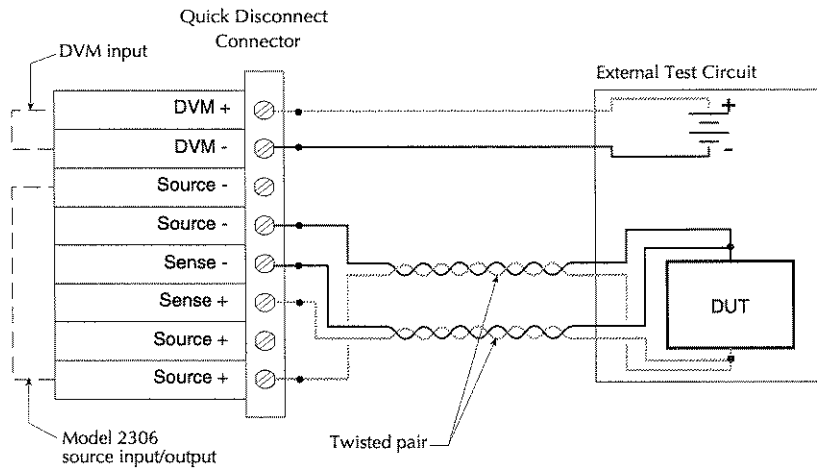 Quick Disconnect
Connector
DVM input
External Test Circuit
DVM +
DVM -
Source -
Source -
Sense -
Sense +
Source +
Source +
+
-
DUT
Model 2306
source input/output
Twisted pair